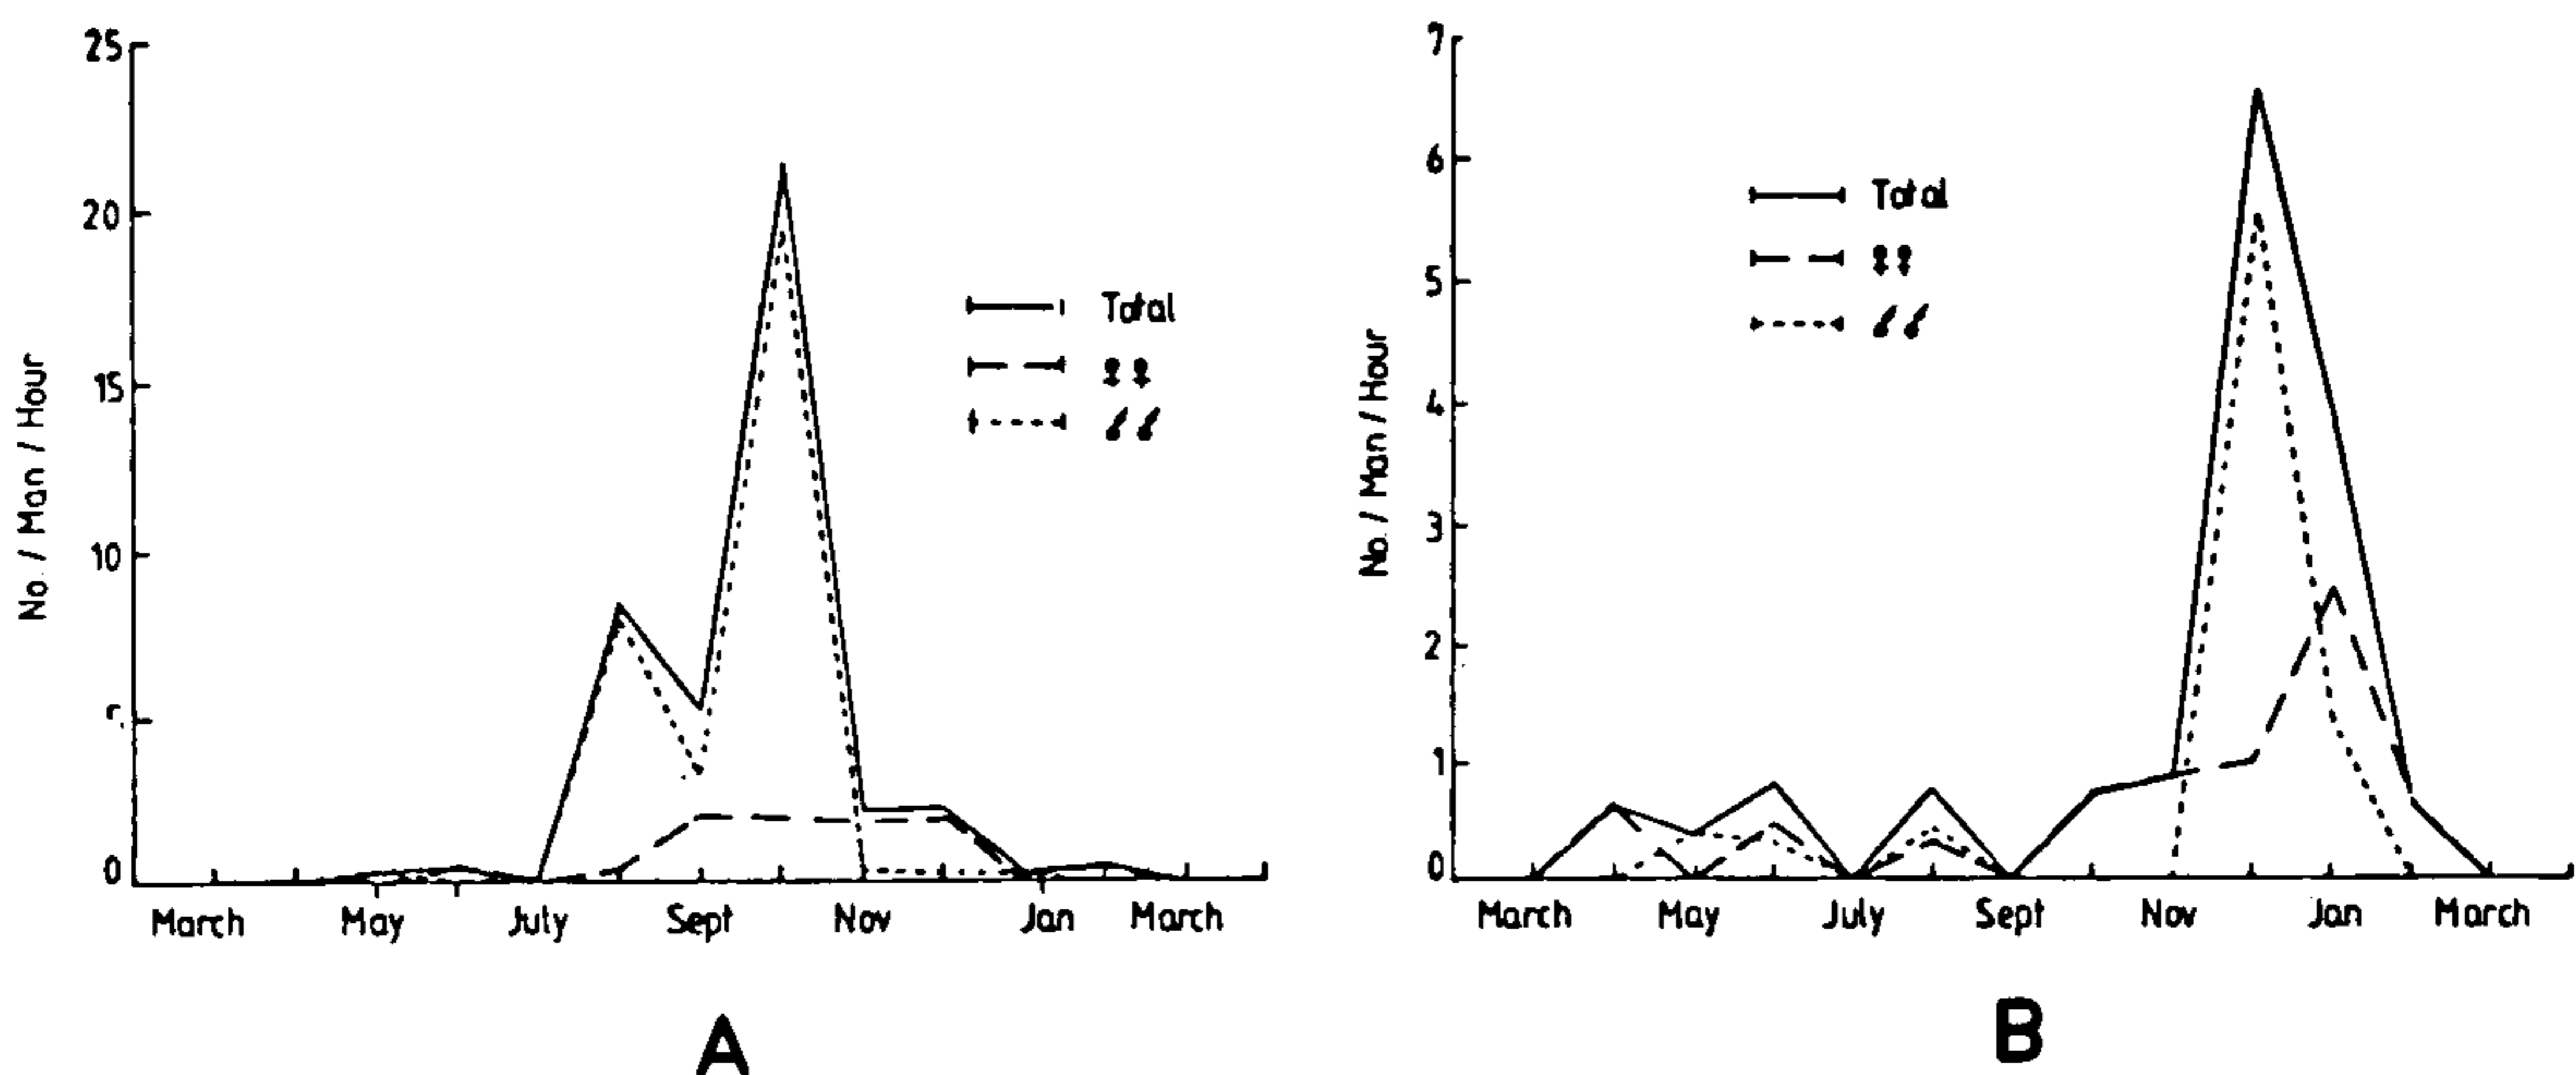 25
20
15
10
0
No. / Man / Hour
Total
♀♀
♂♂
March May July Sept Nov Jan March
A
7
6
5
4
3
2
1
0
No. / Man / Hour
Total
♀♀
♂♂
March May July Sept Nov Jan March
B